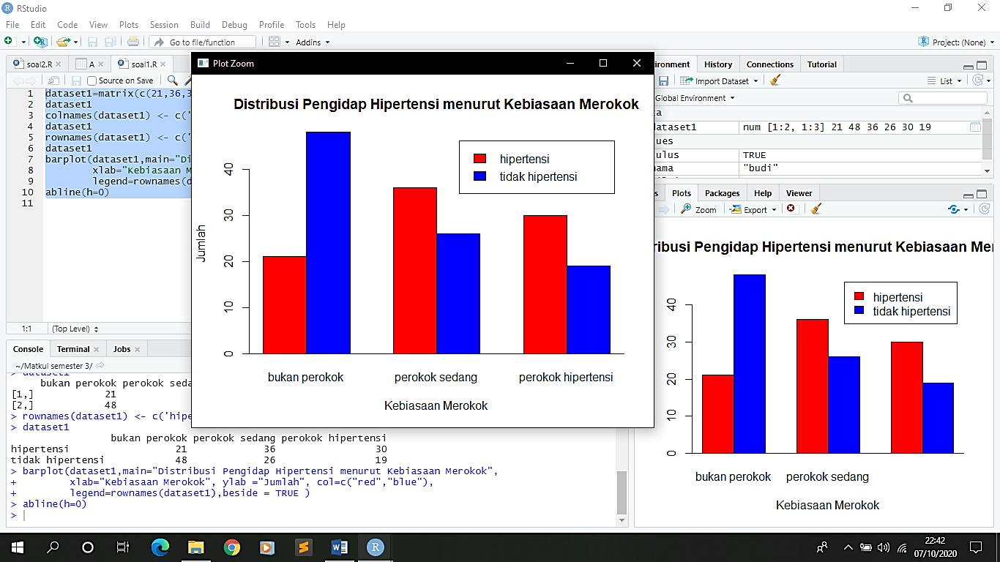 RStudio
File Edit Code View Plots Session Build Debug Profile Tools Help
Go to file/function Addins Project: (None)
soal2.R A soal1.R
Source on Save
1 dataset1=matrix(c(21,36,3
2 dataset1
3 colnames(dataset1) <- c('
4 dataset1
5 rownames(dataset1) <- c('
6 dataset1
7 barplot(dataset1,main="Di
8 xlab="Kebiasaan M
9 legend=rownames(d
10 abline(h=0)
11
1:1 (Top Level)
Console Terminal Jobs
~/Matkul semester 3/
> dataset1
bukan perokok perokok seda
[1,] 21
[2,] 48
> rownames(dataset1) <- c('hipe
> dataset1
bukan perokok perokok sedang perokok hipertensi
hipertensi 21 36 30
tidak hipertensi 48 26 19
> barplot(dataset1,main="Distribusi Pengidap Hipertensi menurut Kebiasaan Merokok",
+ xlab="Kebiasaan Merokok", ylab ="Jumlah", col=c("red","blue"),
+ legend=rownames(dataset1),beside = TRUE )
> abline(h=0)
>
Plot Zoom
Distribusi Pengidap Hipertensi menurut Kebiasaan Merokok
hipertensi
tidak hipertensi
Jumlah
40
30
20
10
0
bukan perokok perokok sedang perokok hipertensi
Kebiasaan Merokok
ironment History Connections Tutorial
Import Dataset List
Global Environment
ta
dataset1 num [1:2, 1:3] 21 48 36 26 30 19
ues
ulus TRUE
nama "budi"
s Plots Packages Help Viewer
Zoom Export
ribusi Pengidap Hipertensi menurut Kebiasaan Mer
hipertensi
tidak hipertensi
40
30
20
10
0
bukan perokok perokok sedang
Kebiasaan Merokok
22:42
07/10/2020